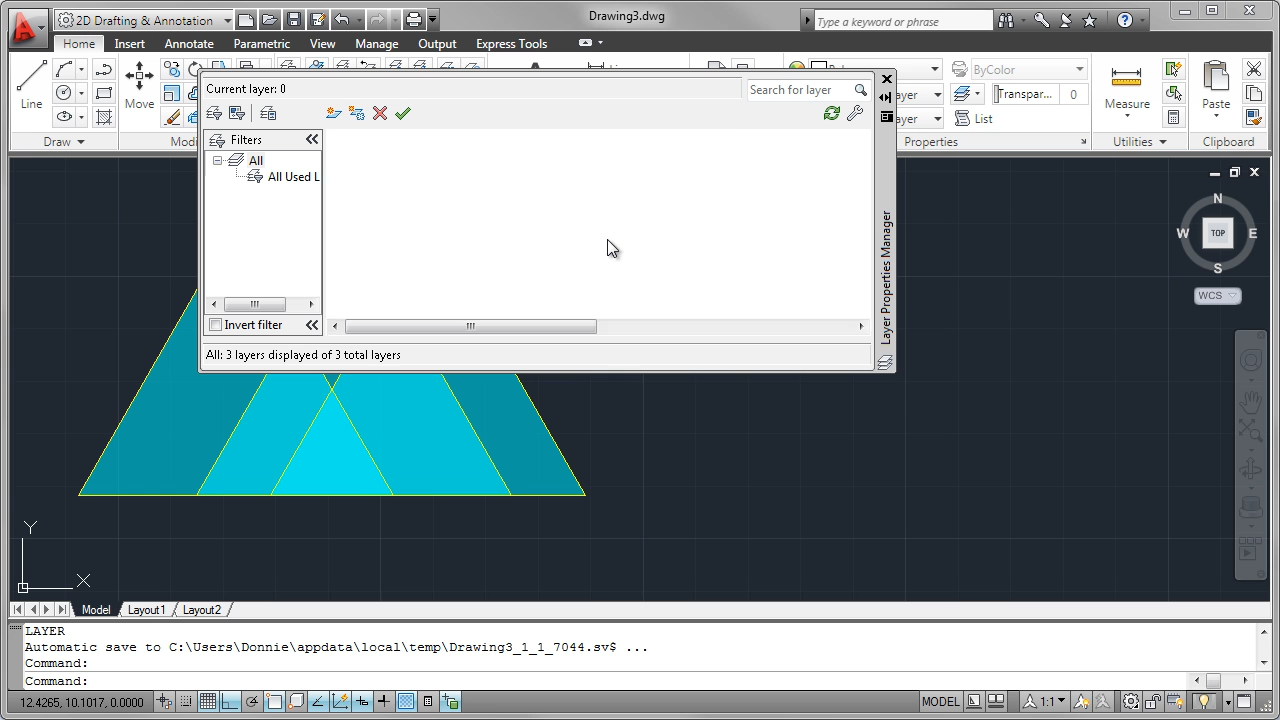 2D Drafting & Annotation
Drawing3.dwg
Type a keyword or phrase
Home Insert Annotate Parametric View Manage Output Express Tools
Line
Move
ByColor
Transpar... 0
List
Measure
Paste
Draw
Properties
Utilities
Clipboard
Current layer: 0
Search for layer
Filters
All
All Used L
Invert filter
All: 3 layers displayed of 3 total layers
Layer Properties Manager
N
W TOP E
S
WCS
Y
X
Model Layout1 Layout2
LAYER
Automatic save to C:\Users\Donnie\appdata\local\temp\Drawing3_1_1_7044.sv$ ...
Command:
Command:
12.4265, 10.1017, 0.0000
MODEL
1:1